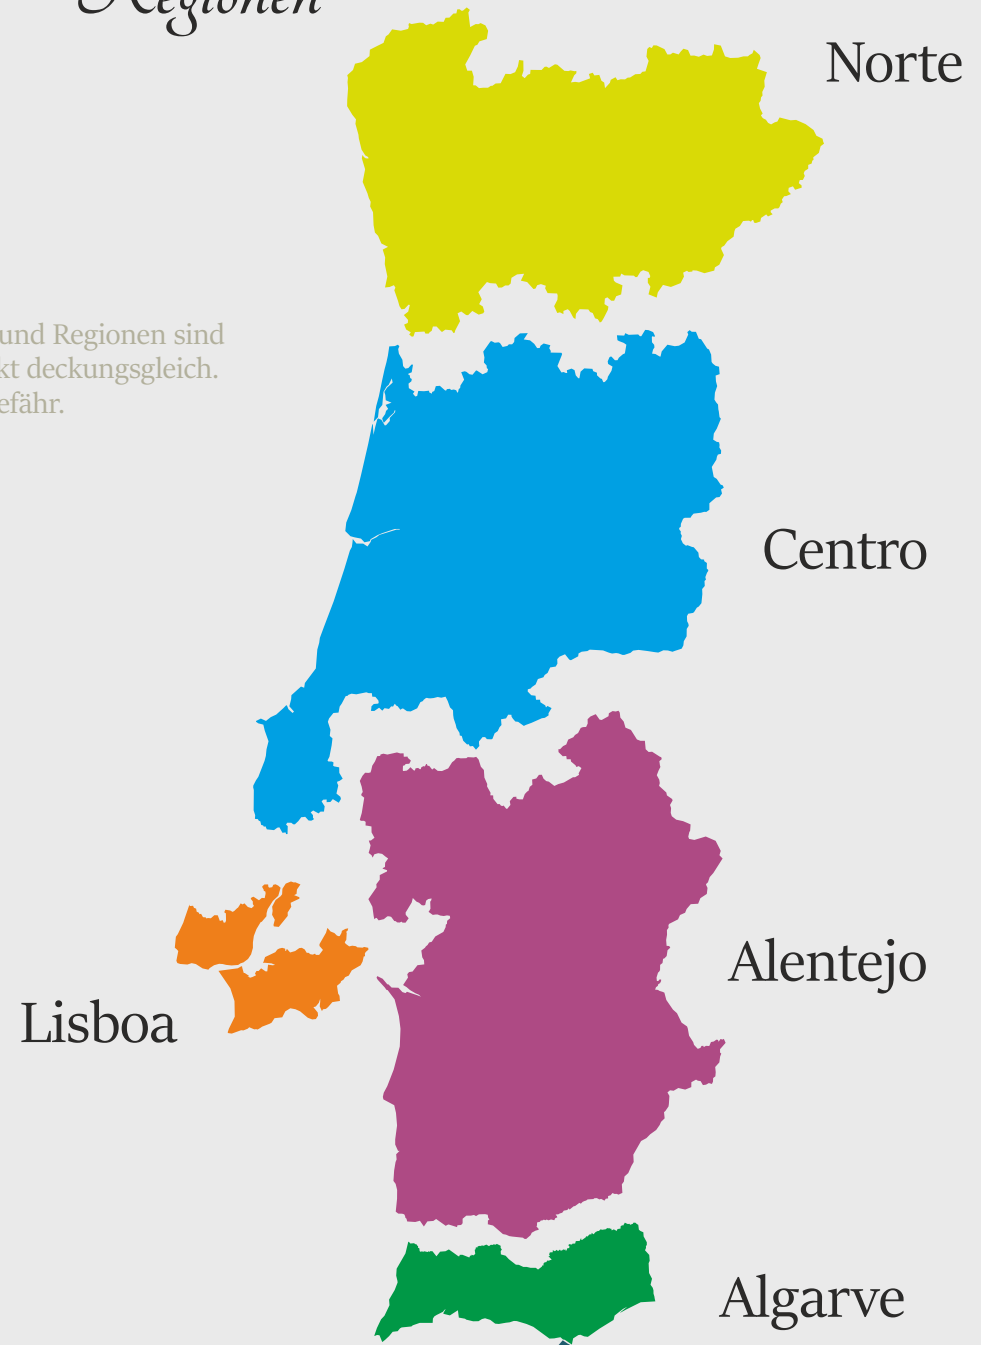 Regionen
Norte
und Regionen sind
kt deckungsgleich.
efähr.
Centro
Alentejo
Lisboa
Algarve